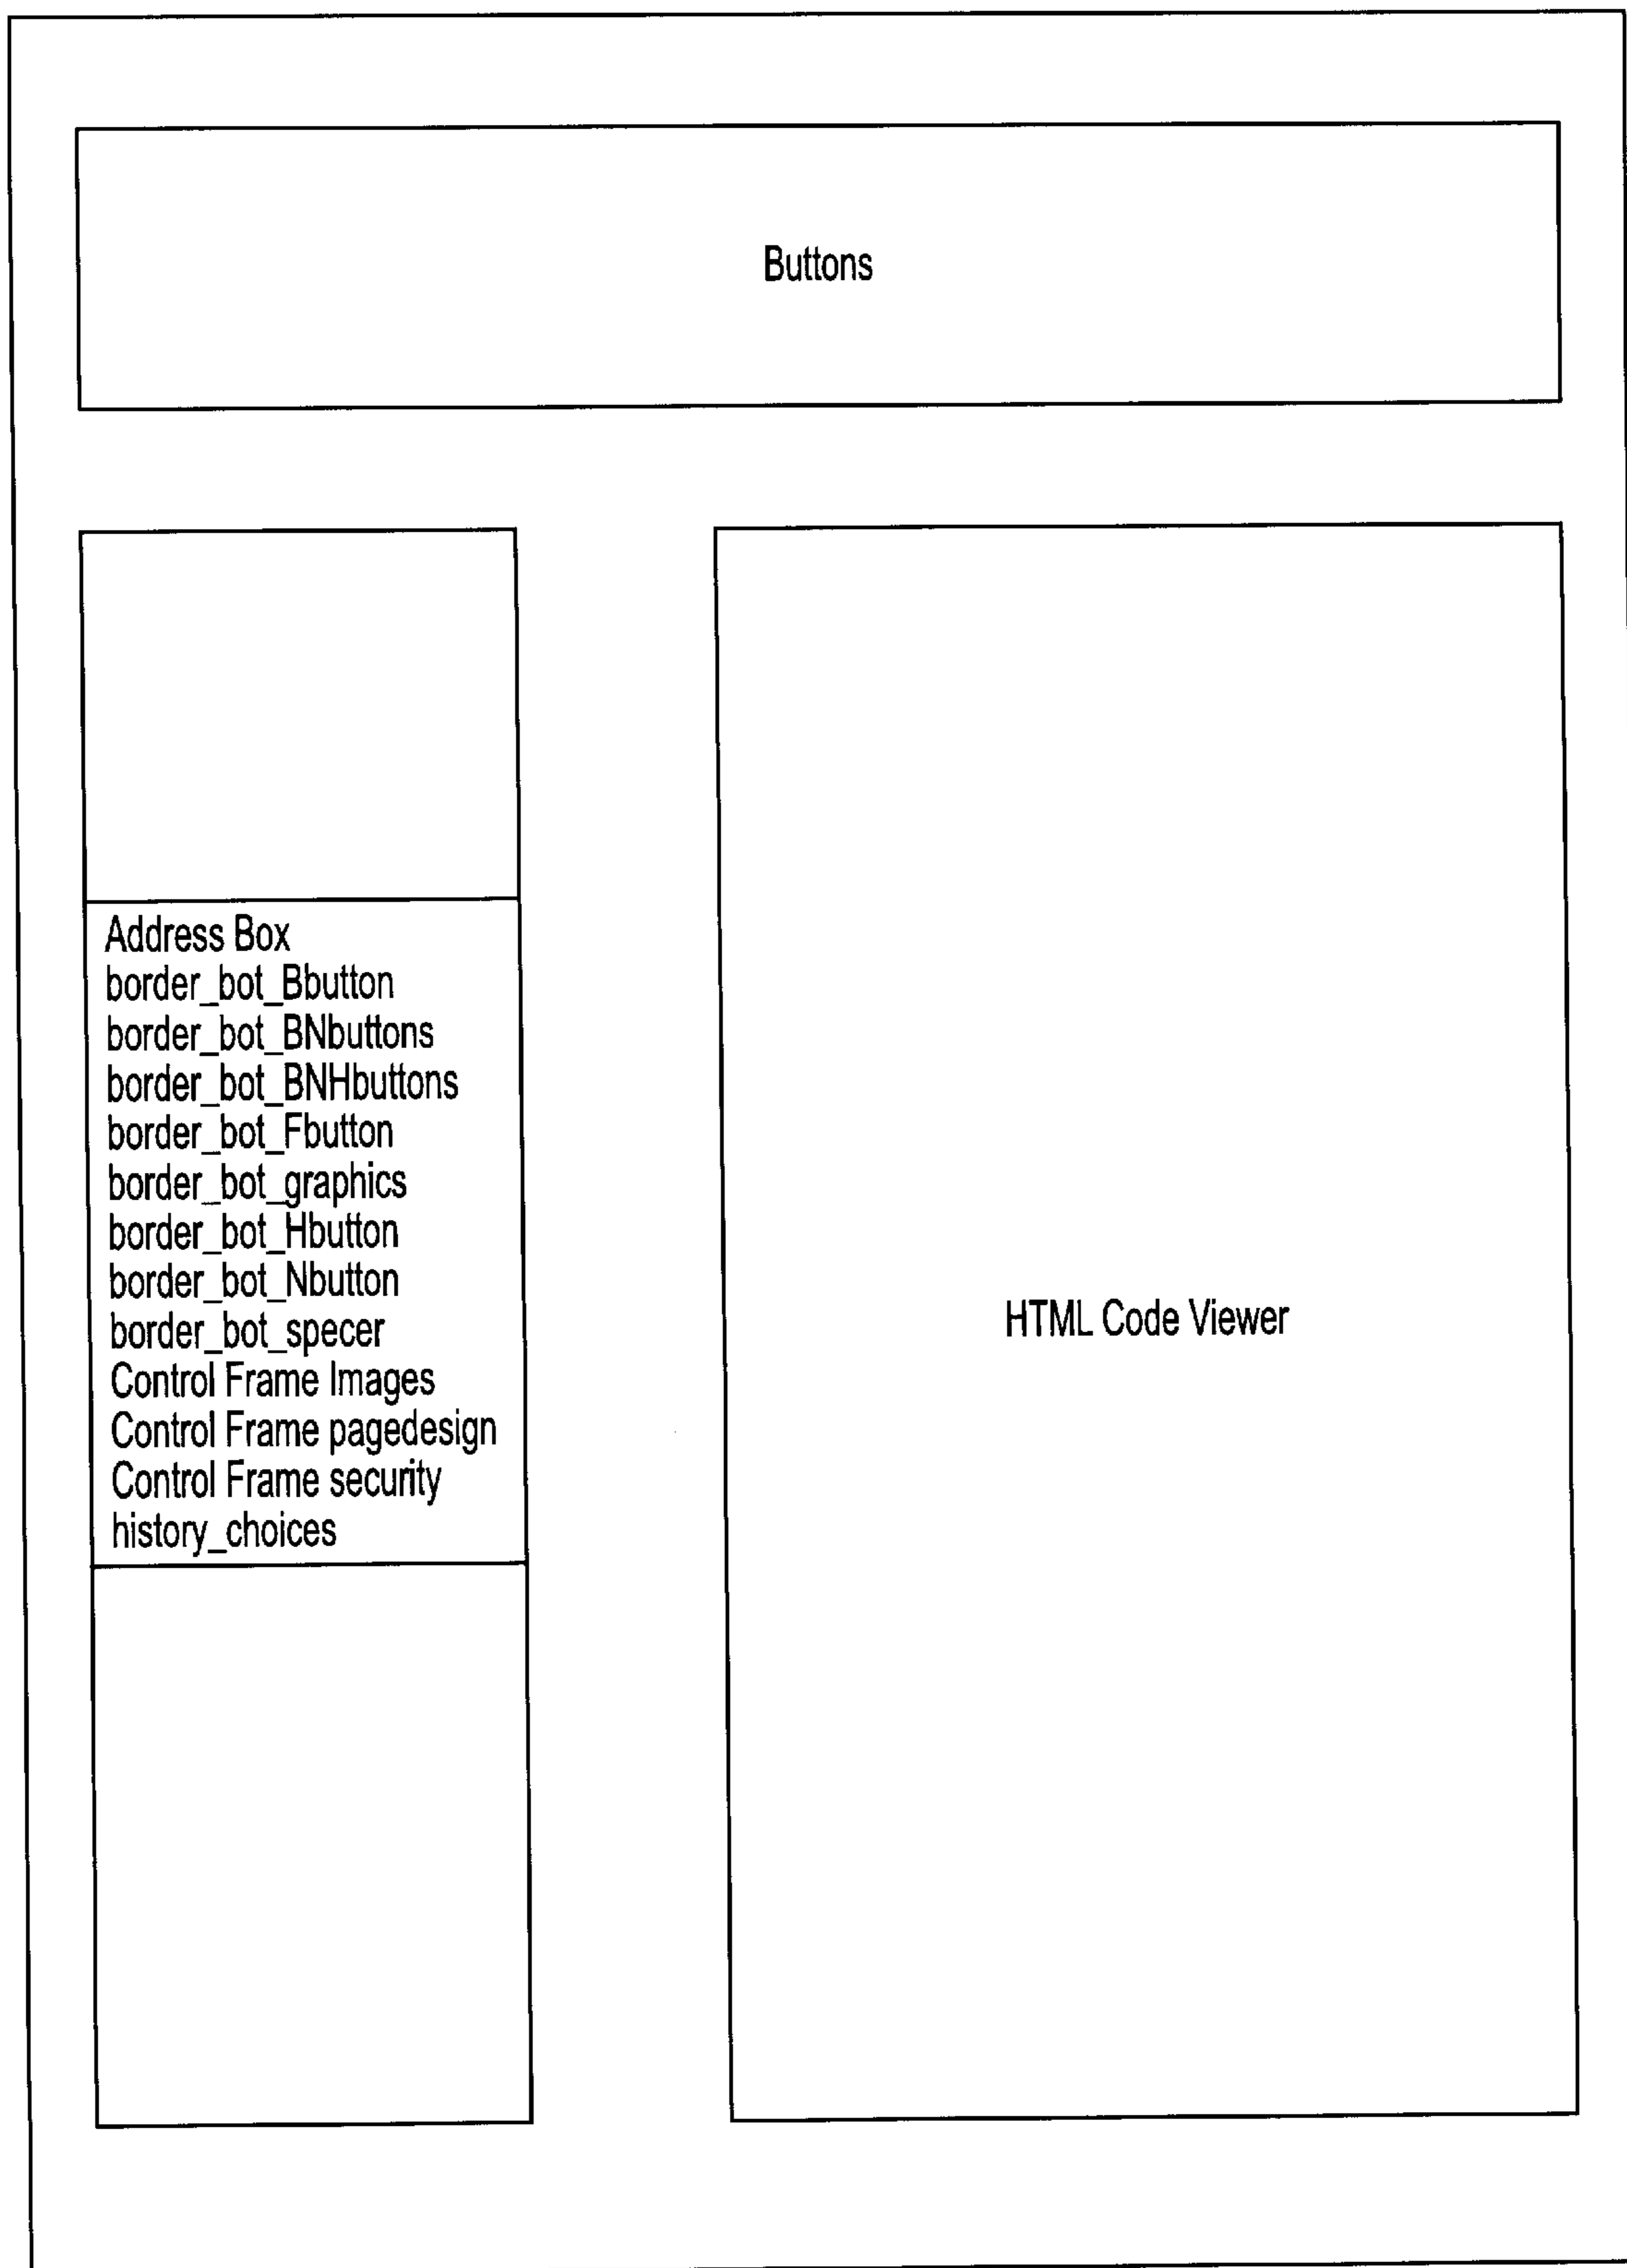 Buttons
Address Box
border_bot_Bbutton
border_bot_BNbuttons
border_bot_BNHbuttons
border_bot_Fbutton
border_bot_graphics
border_bot_Hbutton
border_bot_Nbutton
border_bot_specer
Control Frame Images
Control Frame pagedesign
Control Frame security
history_choices
HTML Code Viewer